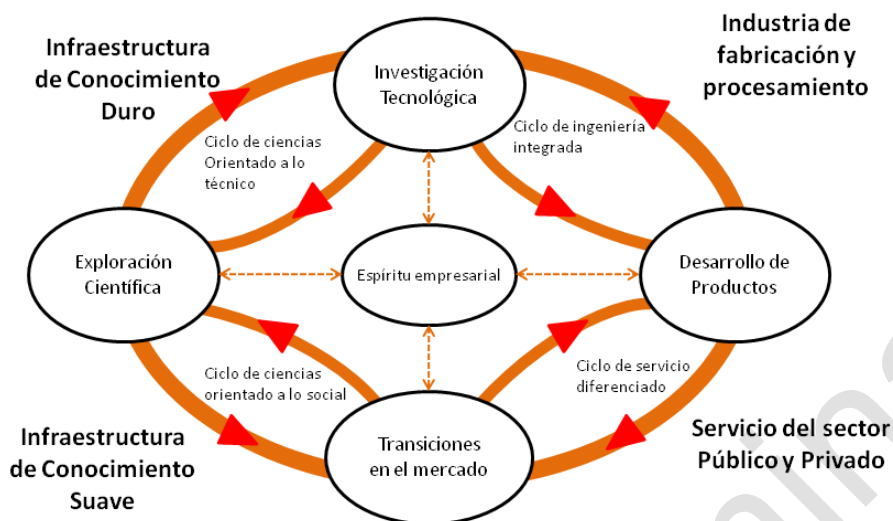 Infraestructura
de Conocimiento
Duro
Industria de
fabricación y
procesamiento
Investigación
Tecnológica
Ciclo de ciencias
Orientado a lo
técnico
Ciclo de ingeniería
integrada
Exploración
Científica
Espíritu empresarial
Desarrollo de
Productos
Ciclo de ciencias
orientado a lo social
Ciclo de servicio
diferenciado
Transiciones
en el mercado
Infraestructura
de Conocimiento
Suave
Servicio del sector
Público y Privado